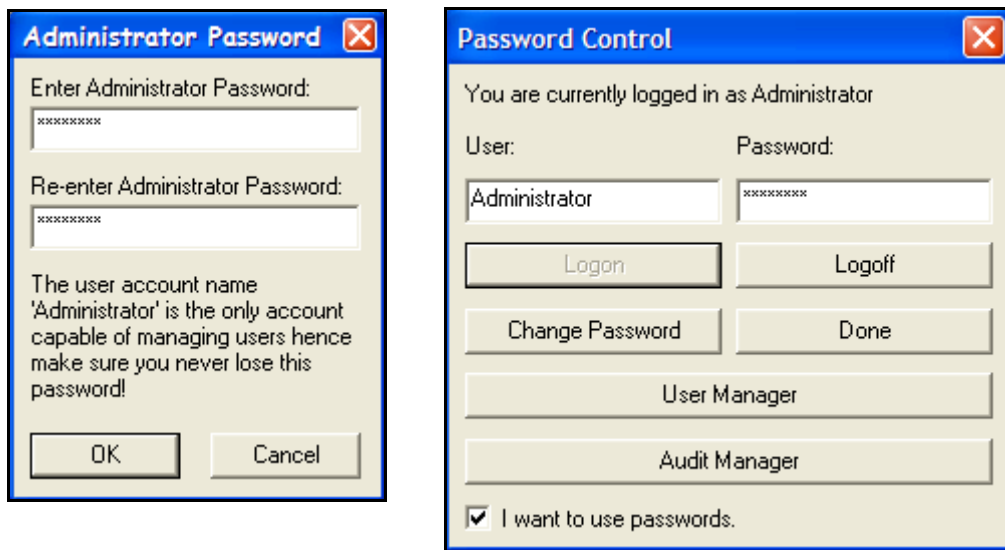 Administrator Password
Enter Administrator Password:
xxxxxxxx
Re-enter Administrator Password:
xxxxxxxx
The user account name
'Administrator' is the only account
capable of managing users hence
make sure you never lose this
password!
OK Cancel
Password Control
You are currently logged in as Administrator
User: Password:
Administrator xxxxxxxx
Logon Logoff
Change Password Done
User Manager
Audit Manager
I want to use passwords.